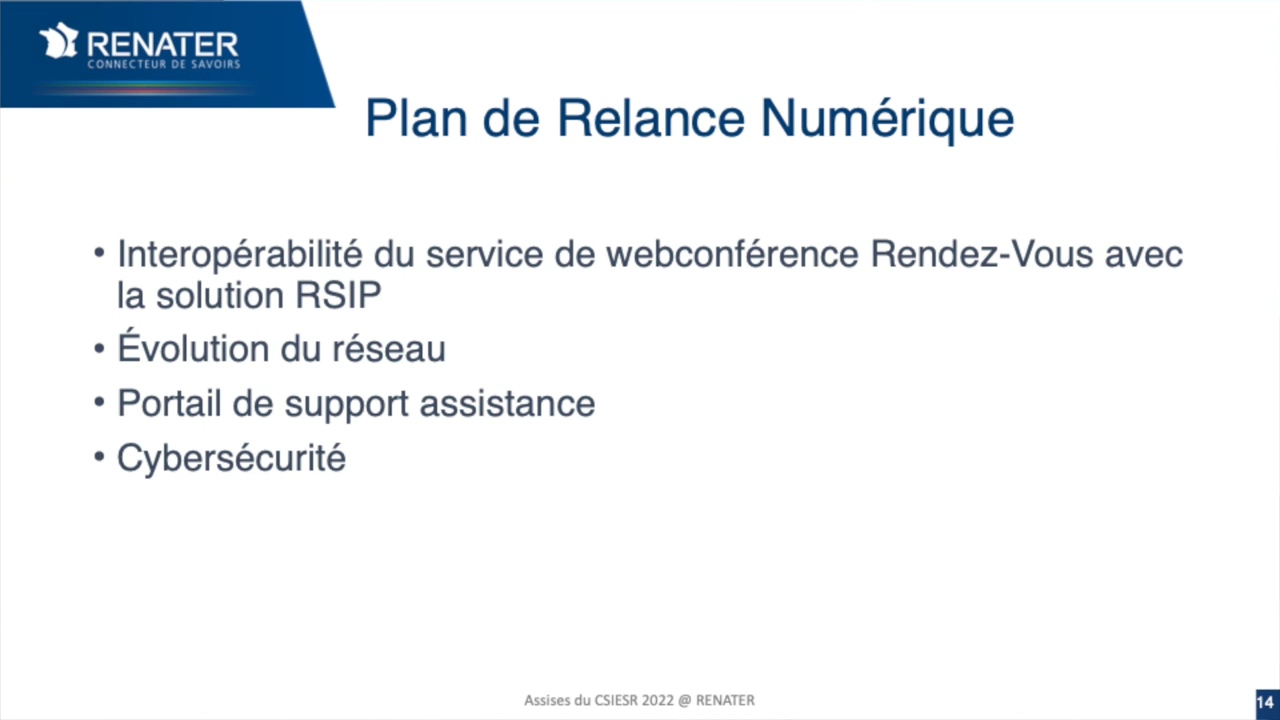 RENATER
CONNECTEUR DE SAVOIRS
Plan de Relance Numérique
• Interopérabilité du service de webconférence Rendez-Vous avec
la solution RSIP
• Évolution du réseau
• Portail de support assistance
• Cybersécurité
Assises du CSIESR 2022 @ RENATER
14